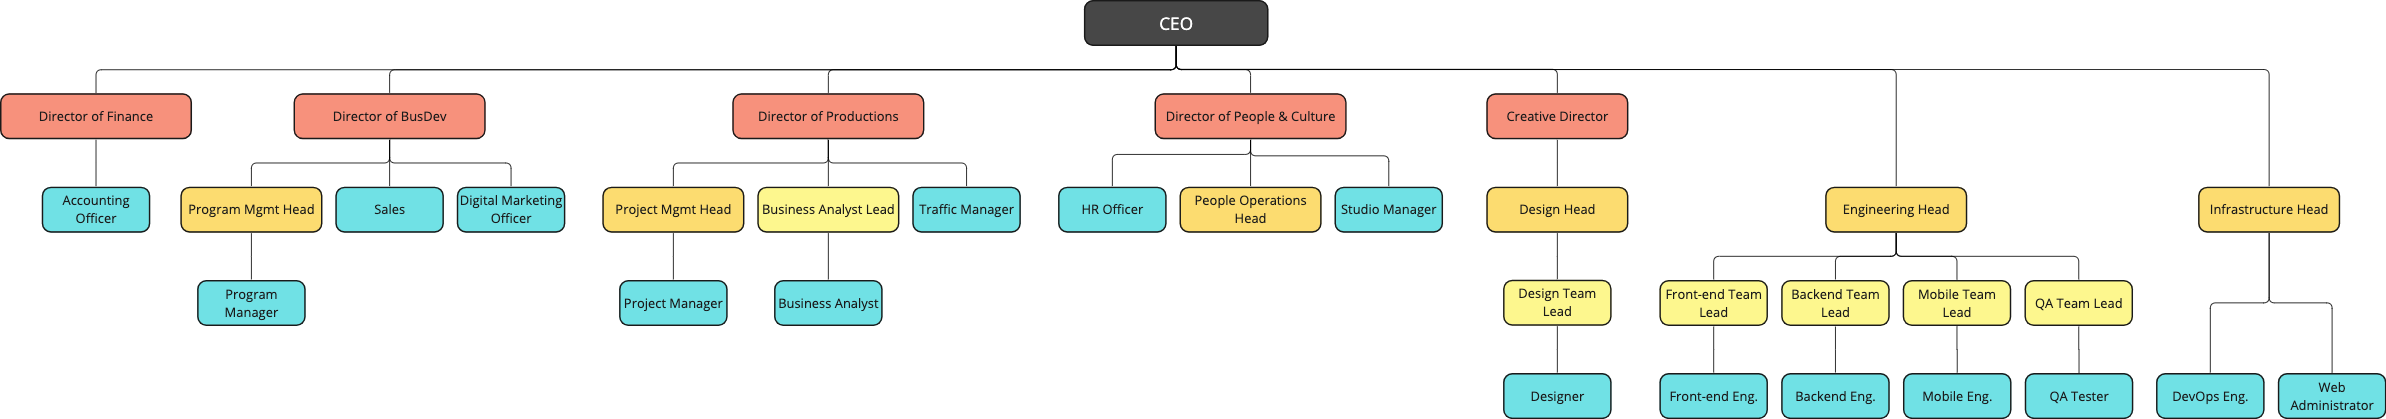 CEO
Director of Finance
Director of BusDev
Director of Productions
Director of People & Culture
Creative Director
Accounting
Officer
Program Mgmt Head
Sales
Digital Marketing
Officer
Project Mgmt Head
Business Analyst Lead
Traffic Manager
HR Officer
People Operations
Head
Studio Manager
Design Head
Engineering Head
Infrastructure Head
Program
Manager
Project Manager
Business Analyst
Design Team
Lead
Front-end Team
Lead
Backend Team
Lead
Mobile Team
Lead
QA Team Lead
Designer
Front-end Eng.
Backend Eng.
Mobile Eng.
QA Tester
DevOps Eng.
Web
Administrator